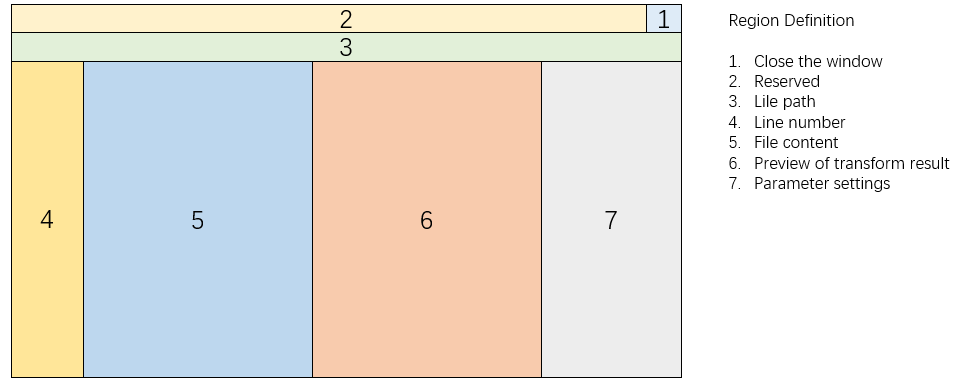 2
1
3
4
5
6
7
Region Definition
1. Close the window
2. Reserved
3. Lile path
4. Line number
5. File content
6. Preview of transform result
7. Parameter settings